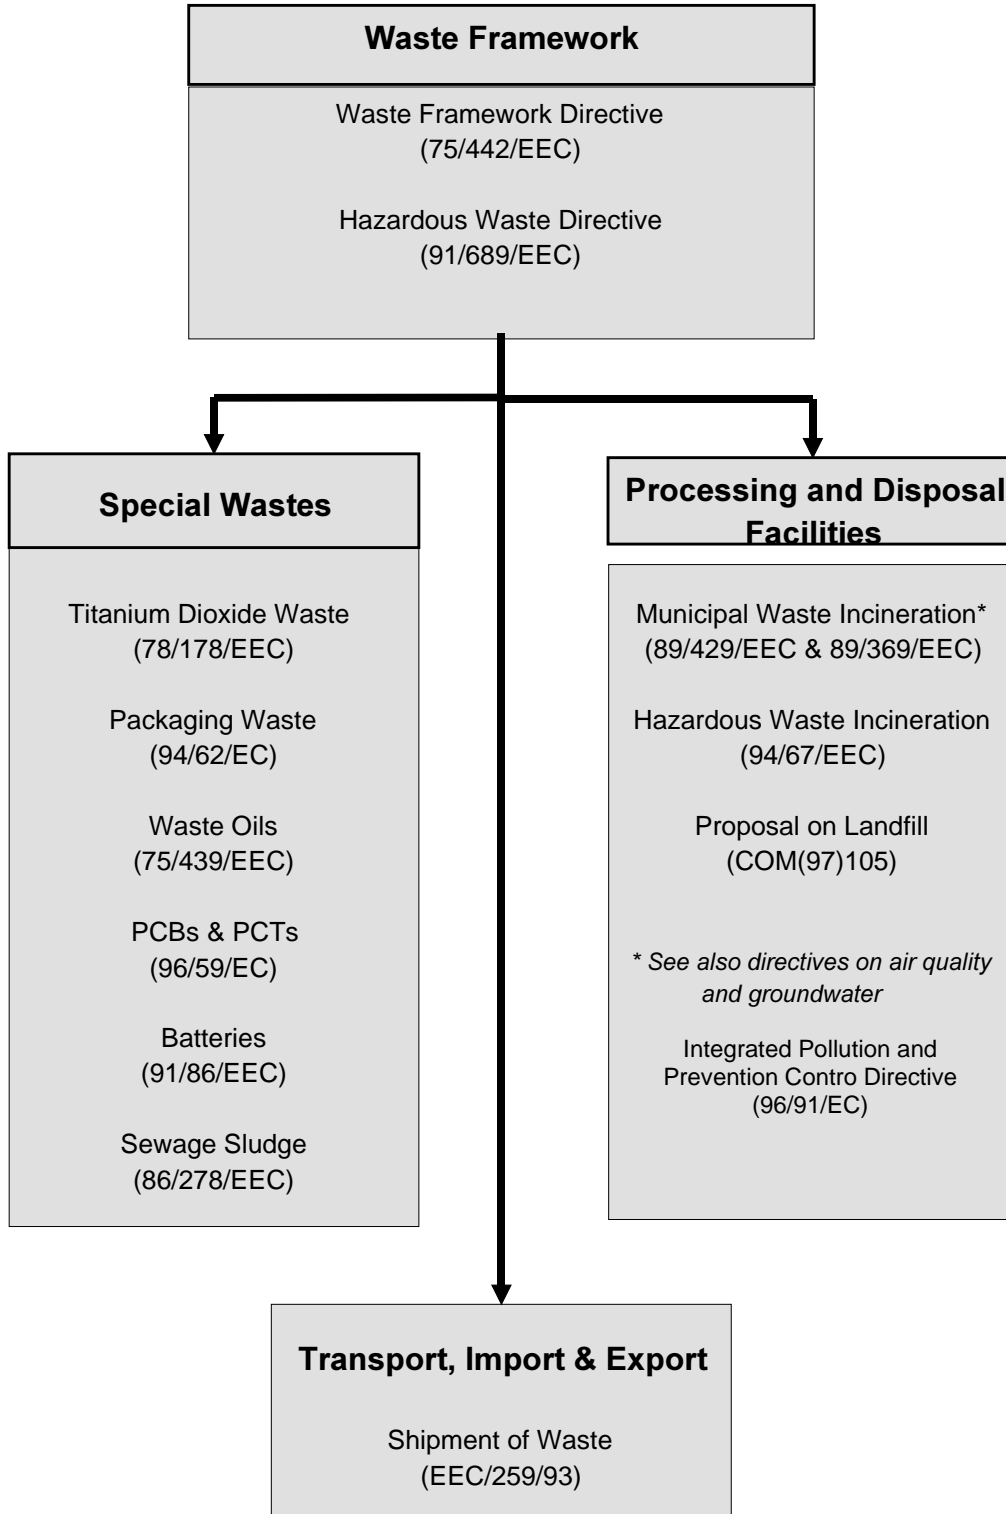 Waste Framework
Waste Framework Directive
(75/442/EEC)
Hazardous Waste Directive
(91/689/EEC)
Special Wastes
Titanium Dioxide Waste
(78/178/EEC)
Packaging Waste
(94/62/EC)
Waste Oils
(75/439/EEC)
PCBs & PCTs
(96/59/EC)
Batteries
(91/86/EEC)
Sewage Sludge
(86/278/EEC)
Processing and Disposal
Facilities
Municipal Waste Incineration*
(89/429/EEC & 89/369/EEC)
Hazardous Waste Incineration
(94/67/EEC)
Proposal on Landfill
(COM(97)105)
* See also directives on air quality
and groundwater
Integrated Pollution and
Prevention Contro Directive
(96/91/EC)
Transport, Import & Export
Shipment of Waste
(EEC/259/93)